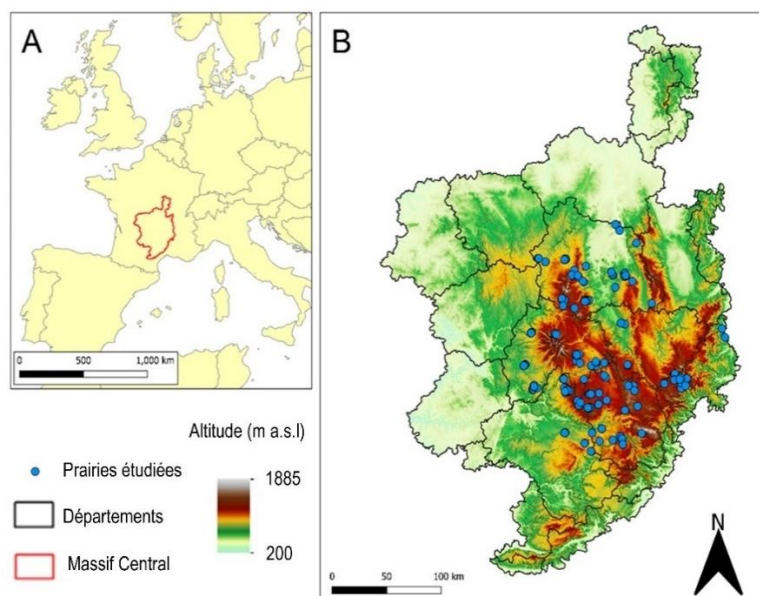 A
0 500 1,000 km
Altitude (m a.s.l)
Prairies étudiées
Départements
Massif Central
1885
200
B
N
0 50 100 km